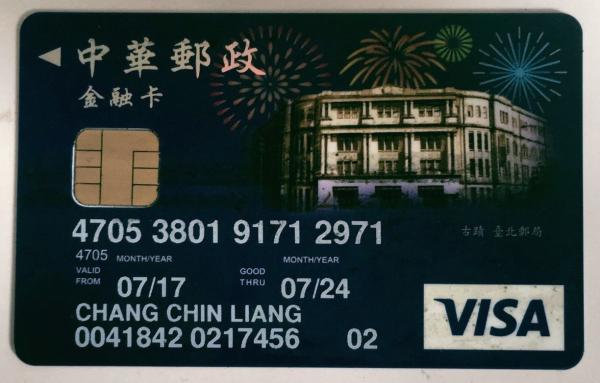 中華郵政
金融卡
4705 3801 9171 2971
古蹟 臺北郵局
4705 MONTH/YEAR MONTH/YEAR
VALID FROM 07/17 GOOD THRU 07/24
CHANG CHIN LIANG
0041842 0217456 02
VISA